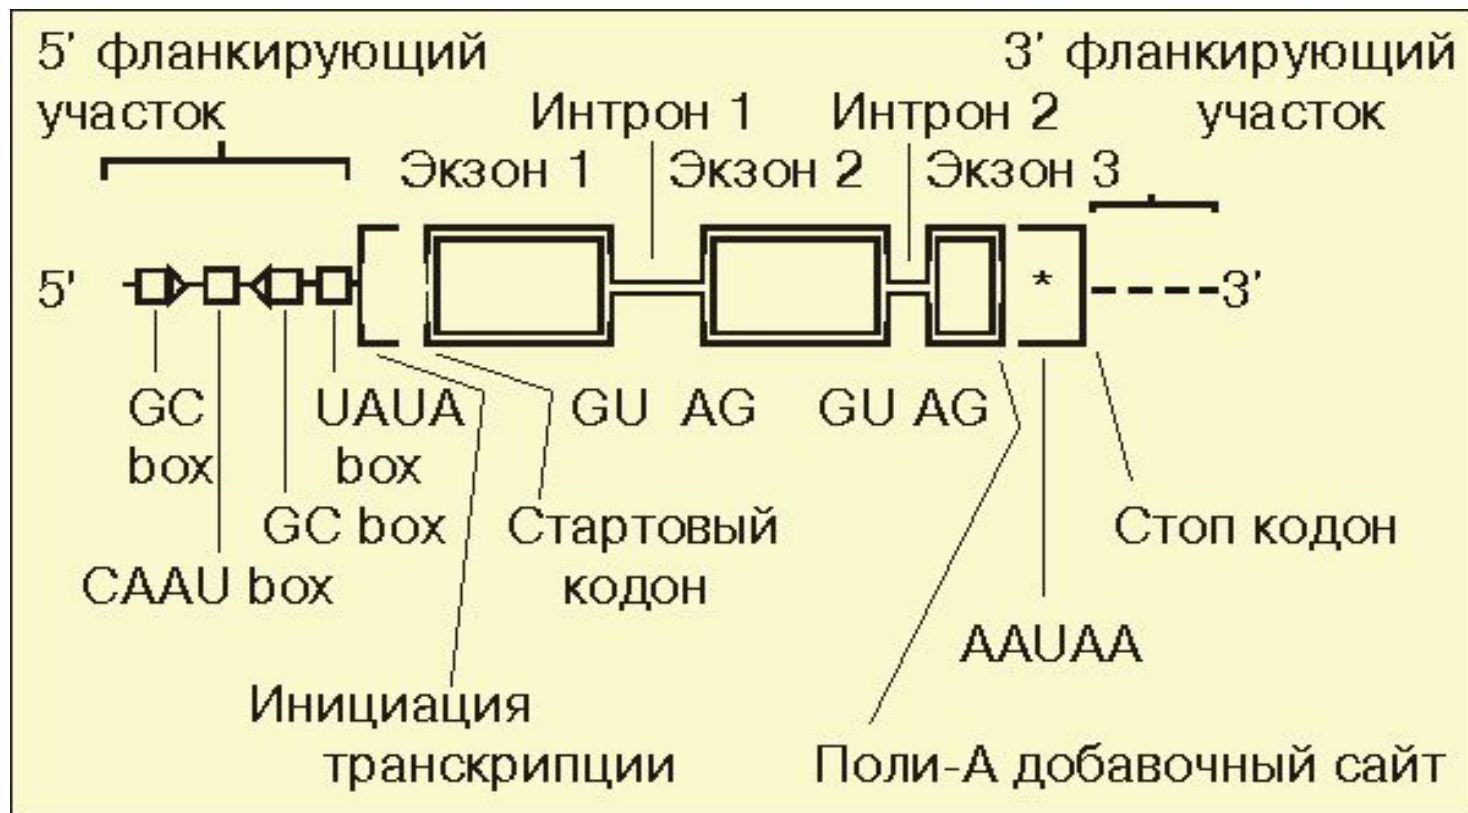 5' фланкирующий
участок
3' фланкирующий
участок
Интрон 1
Интрон 2
Экзон 1
Экзон 2
Экзон 3
5'
*
3'
GC
box
UAUA
box
GU AG
GU AG
GC box
CAAU box
Стартовый
кодон
Стоп кодон
AAUAA
Инициация
транскрипции
Поли-А добавочный сайт